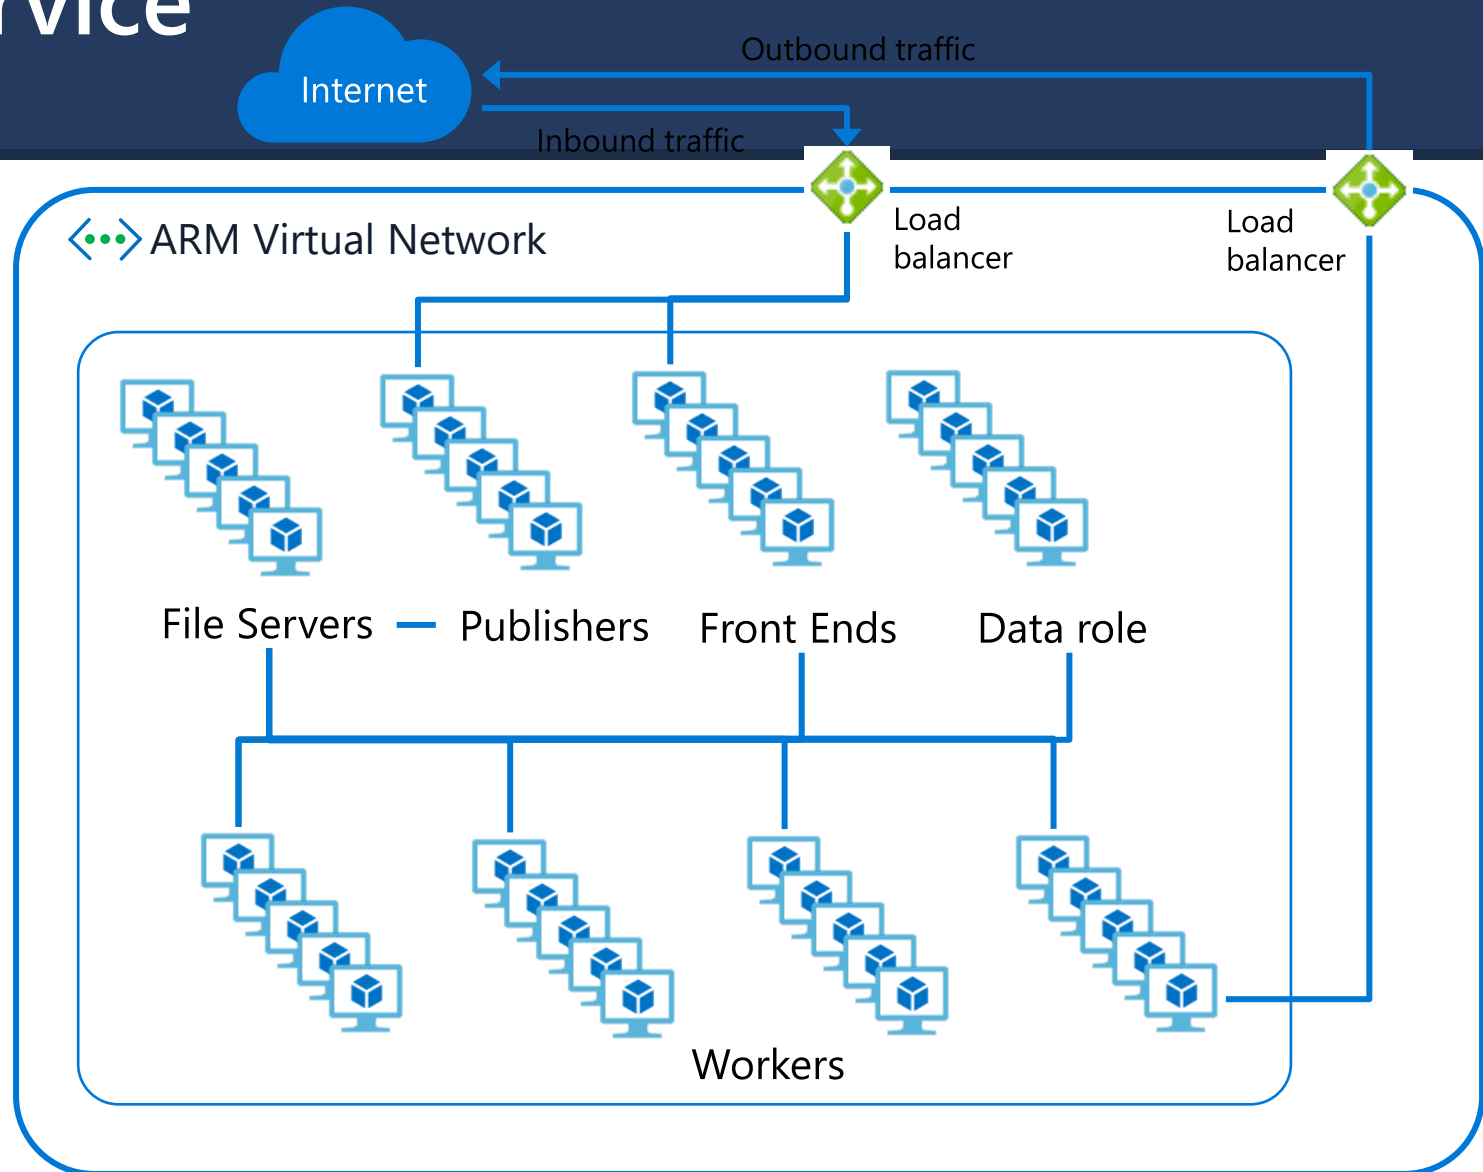 Outbound traffic
Internet
Inbound traffic
Load
balancer
Load
balancer
ARM Virtual Network
File Servers
Publishers
Front Ends
Data role
Workers